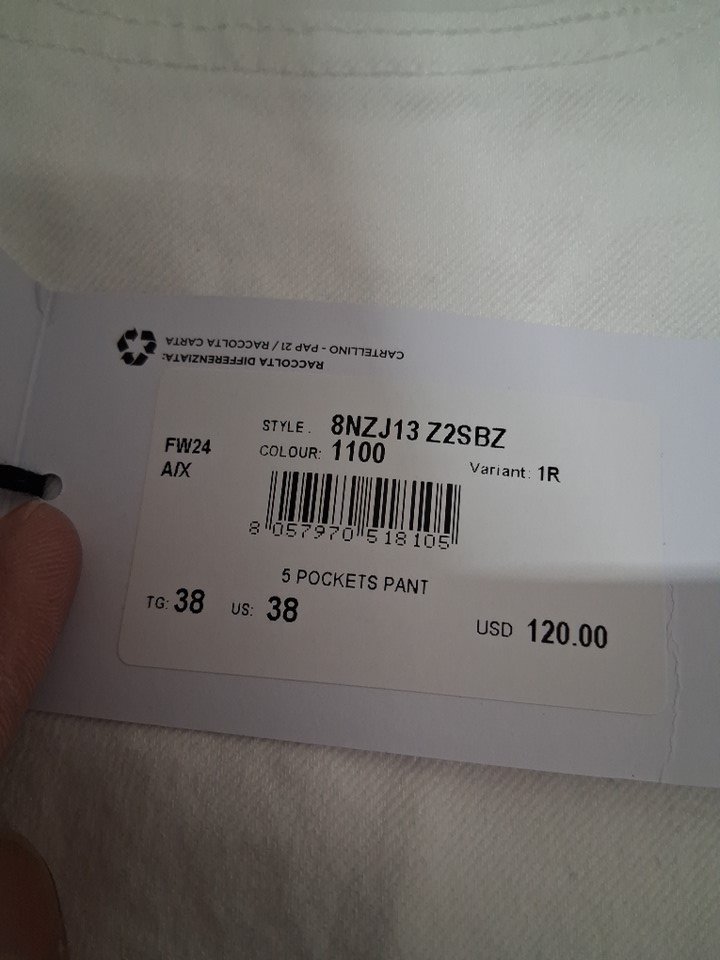 CARTELLINO - PAP 21 / RACCOLTA CARTA
RACCOLTA DIFFERENZIATA:
STYLE. 8NZJ13 Z2SBZ
FW24 COLOUR: 1100
A/X Variant: 1R
8 057970 518105
5 POCKETS PANT
TG: 38 US: 38 USD 120.00